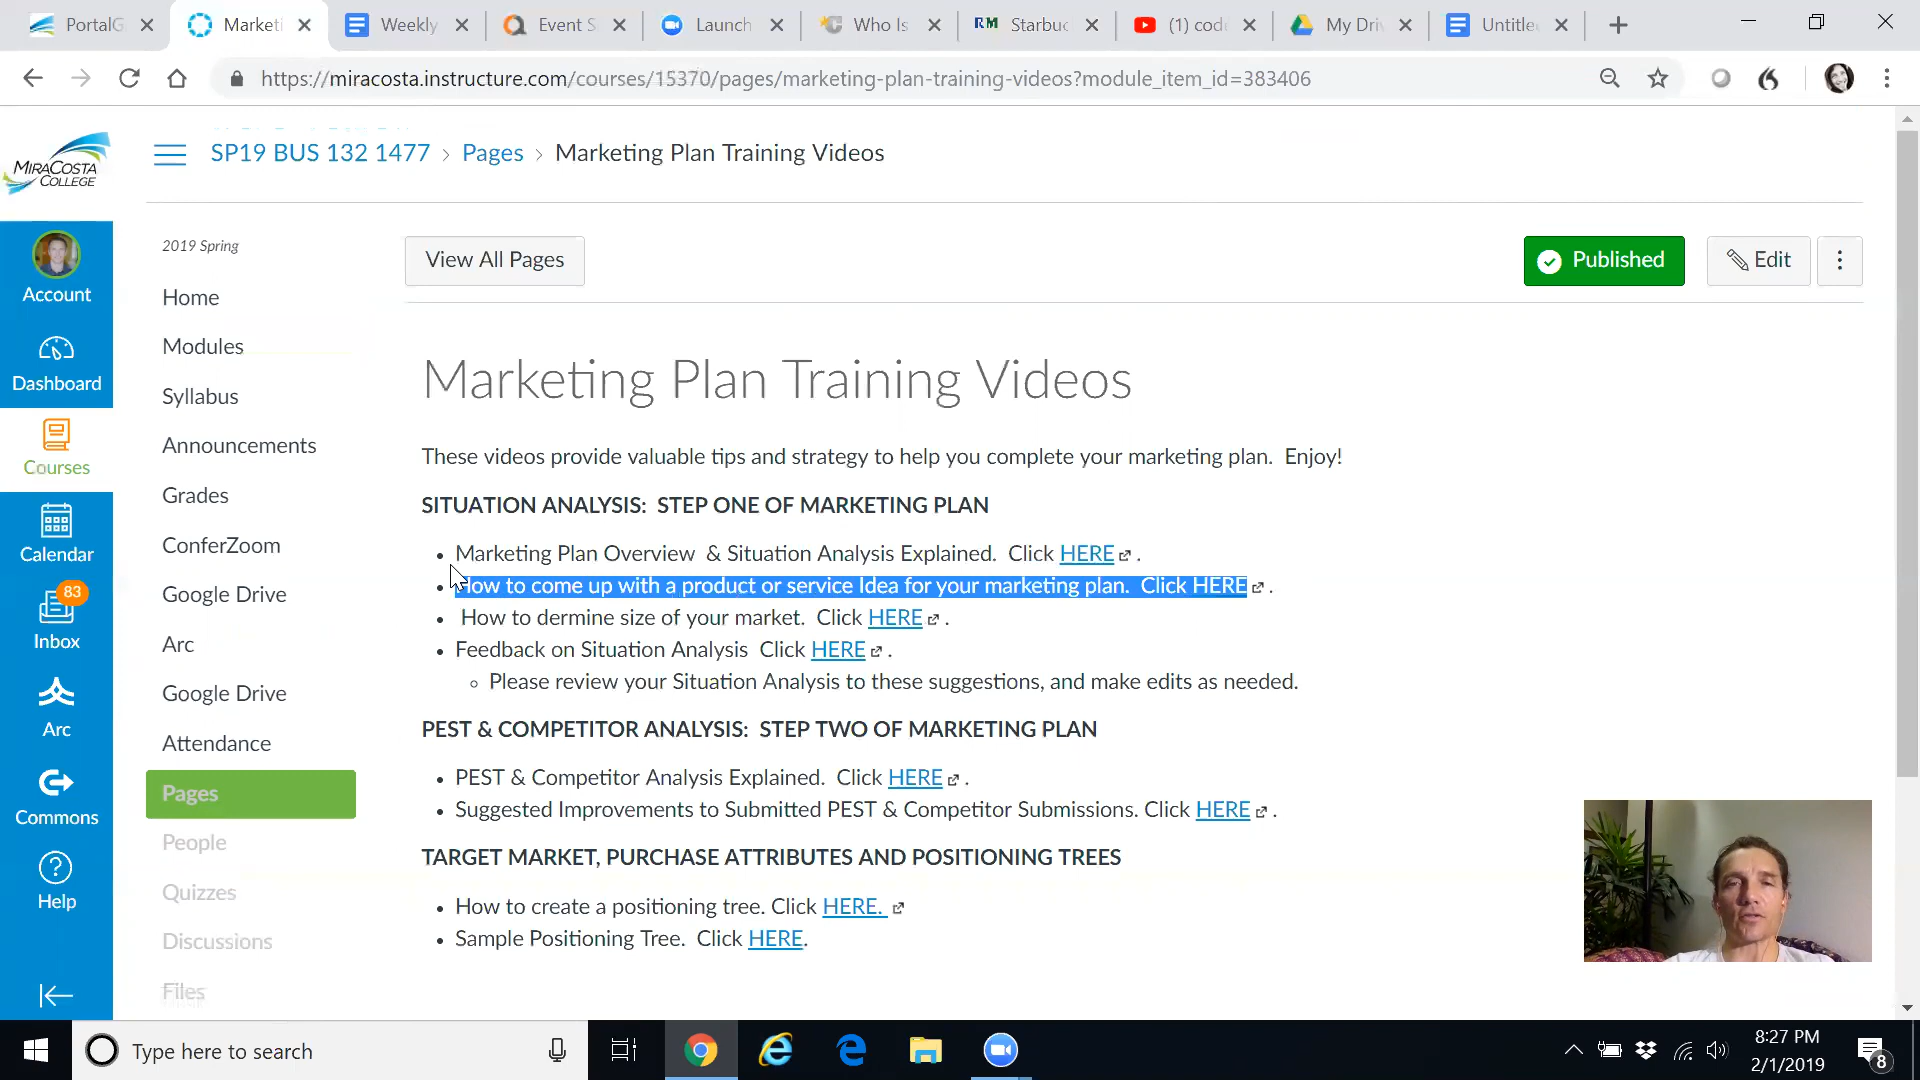 PortalG
Marketi
Weekly
Event S
Launch
Who Is
RM Starbuc
(1) cod
My Dri
Untitle
https://miracosta.instructure.com/courses/15370/pages/marketing-plan-training-videos?module_item_id=383406
MIRACOSTA
COLLEGE
SP19 BUS 132 1477 › Pages › Marketing Plan Training Videos
Account
Dashboard
Courses
Calendar
83
Inbox
Arc
Commons
Help
2019 Spring
Home
Modules
Syllabus
Announcements
Grades
ConferZoom
Google Drive
Arc
Google Drive
Attendance
Pages
People
Quizzes
Discussions
Files
View All Pages
Published
Edit
Marketing Plan Training Videos
These videos provide valuable tips and strategy to help you complete your marketing plan.  Enjoy!
SITUATION ANALYSIS:  STEP ONE OF MARKETING PLAN
• Marketing Plan Overview  & Situation Analysis Explained.  Click HERE .
• How to come up with a product or service Idea for your marketing plan.  Click HERE .
• How to dermine size of your market.  Click HERE .
• Feedback on Situation Analysis  Click HERE .
◦ Please review your Situation Analysis to these suggestions, and make edits as needed.
PEST & COMPETITOR ANALYSIS:  STEP TWO OF MARKETING PLAN
• PEST & Competitor Analysis Explained.  Click HERE .
• Suggested Improvements to Submitted PEST & Competitor Submissions. Click HERE .
TARGET MARKET, PURCHASE ATTRIBUTES AND POSITIONING TREES
• How to create a positioning tree. Click HERE.
• Sample Positioning Tree.  Click HERE.
Type here to search
8:27 PM
2/1/2019
8